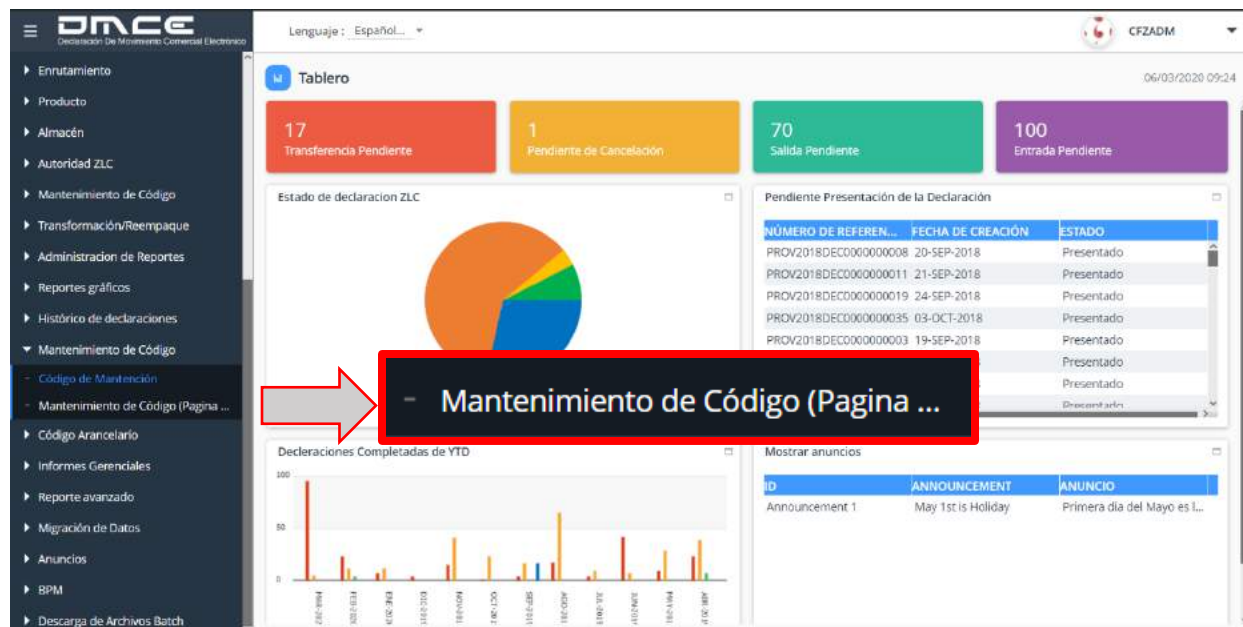 DMCE
Declaración De Movimiento Comercial Electrónico
Lenguaje : Español...
CFZADM
Enrutamiento
Producto
Almacén
Autoridad ZLC
Mantenimiento de Código
Transformación/Reempaque
Administracion de Reportes
Reportes gráficos
Histórico de declaraciones
Mantenimiento de Código
Código de Mantención
Mantenimiento de Código (Pagina ...
Código Arancelario
Informes Gerenciales
Reporte avanzado
Migración de Datos
Anuncios
BPM
Descarga de Archivos Batch
Tablero
06/03/2020 09:24
17
Transferencia Pendiente
1
Pendiente de Cancelación
70
Salida Pendiente
100
Entrada Pendiente
Estado de declaracion ZLC
Pendiente Presentación de la Declaración
NÚMERO DE REFEREN... FECHA DE CREACIÓN ESTADO
PROV2018DEC0000000008 20-SEP-2018 Presentado
PROV2018DEC0000000011 21-SEP-2018 Presentado
PROV2018DEC0000000019 24-SEP-2018 Presentado
PROV2018DEC0000000035 03-OCT-2018 Presentado
PROV2018DEC0000000003 19-SEP-2018 Presentado
Presentado
Presentado
Presentado
- Mantenimiento de Código (Pagina ...
Decleraciones Completadas de YTD
100
50
0
Mostrar anuncios
ID ANNOUNCEMENT ANUNCIO
Announcement 1 May 1st is Holiday Primera dia del Mayo es l...